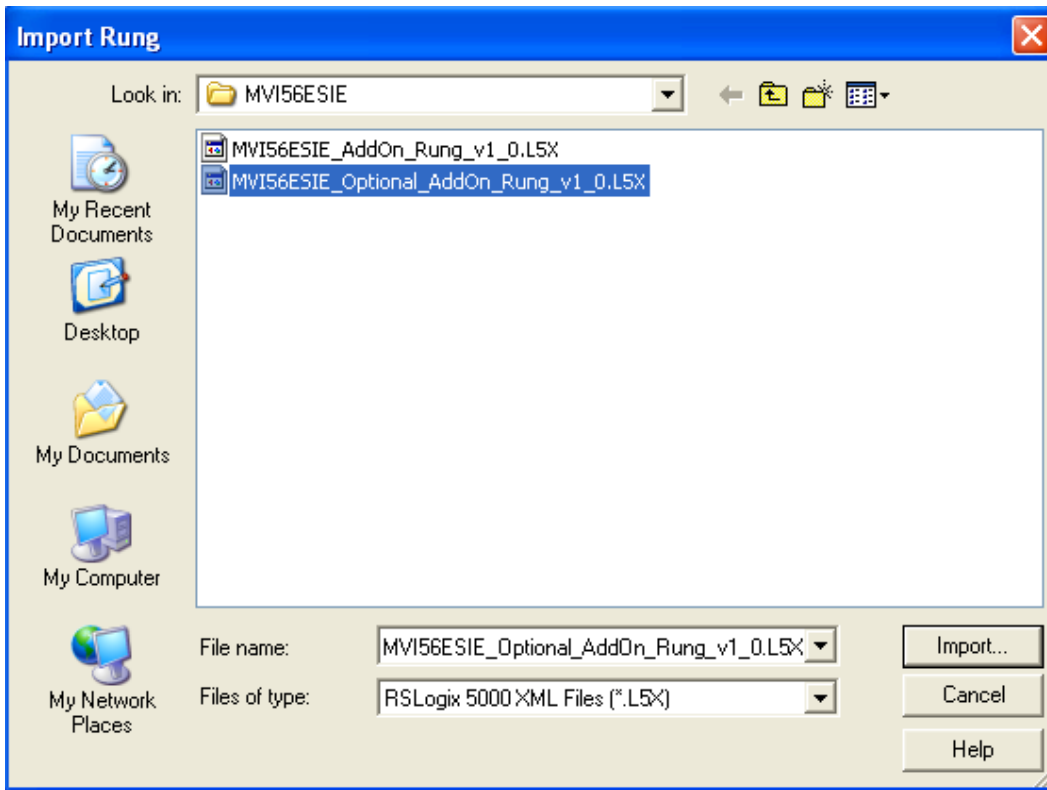 Import Rung
Look in:
MVI56ESIE
MVI56ESIE_AddOn_Rung_v1_0.L5X
MVI56ESIE_Optional_AddOn_Rung_v1_0.L5X
My Recent
Documents
Desktop
My Documents
My Computer
My Network
Places
File name:
MVI56ESIE_Optional_AddOn_Rung_v1_0.L5X
Import...
Files of type:
RSLogix 5000 XML Files (*.L5X)
Cancel
Help